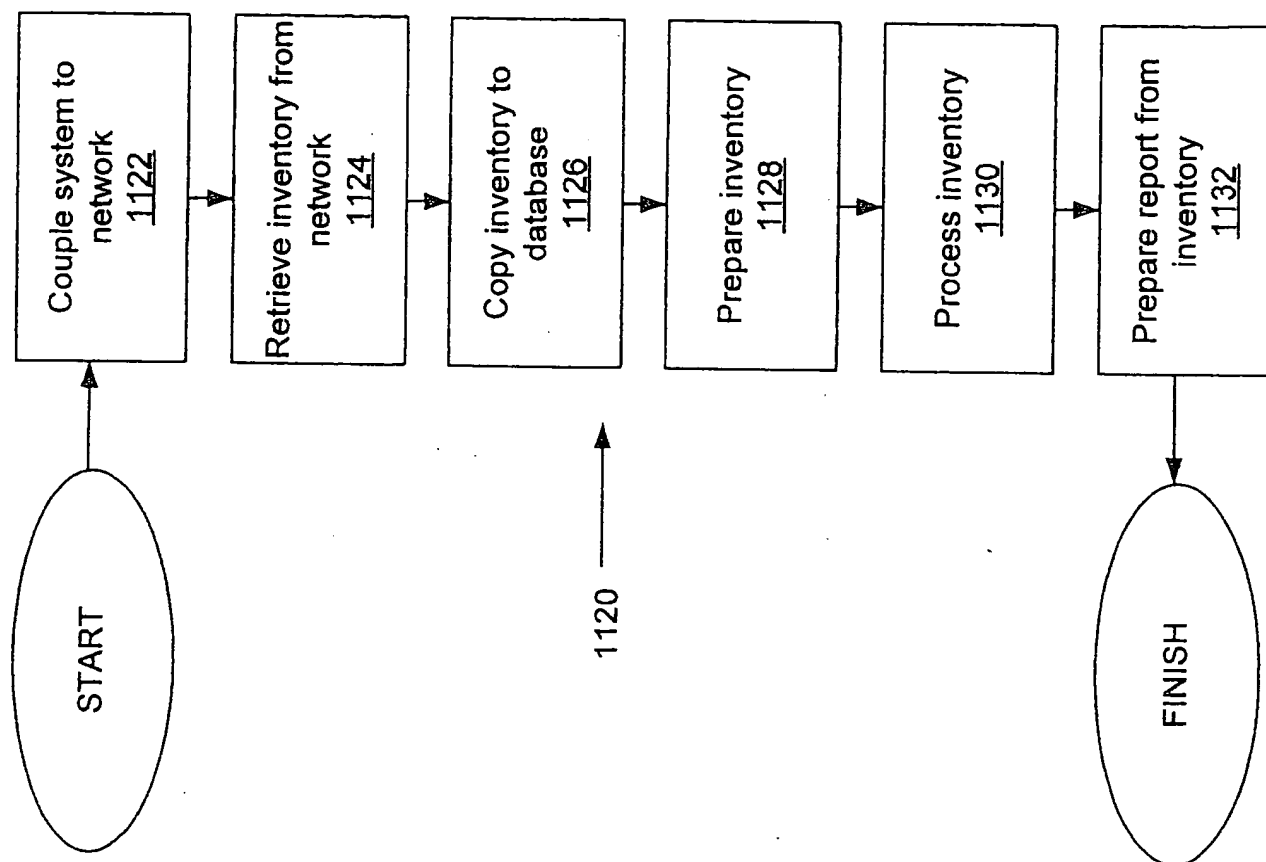 START
Couple system to
network
1122
Retrieve inventory from
network
1124
Copy inventory to
database
1126
1120
Prepare inventory
1128
Process inventory
1130
Prepare report from
inventory
1132
FINISH